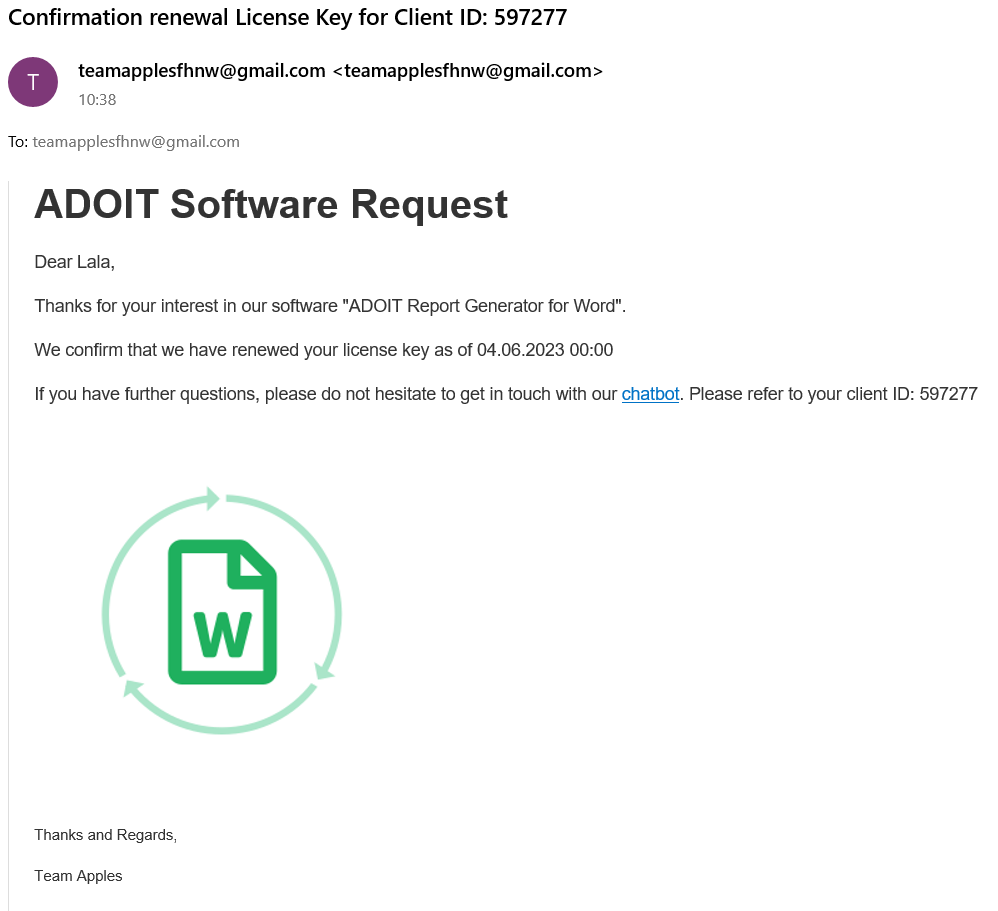 Confirmation renewal License Key for Client ID: 597277
T
teamapplesfhnw@gmail.com <teamapplesfhnw@gmail.com>
10:38
To: teamapplesfhnw@gmail.com
ADOIT Software Request
Dear Lala,
Thanks for your interest in our software "ADOIT Report Generator for Word".
We confirm that we have renewed your license key as of 04.06.2023 00:00
If you have further questions, please do not hesitate to get in touch with our chatbot. Please refer to your client ID: 597277
W
Thanks and Regards,
Team Apples